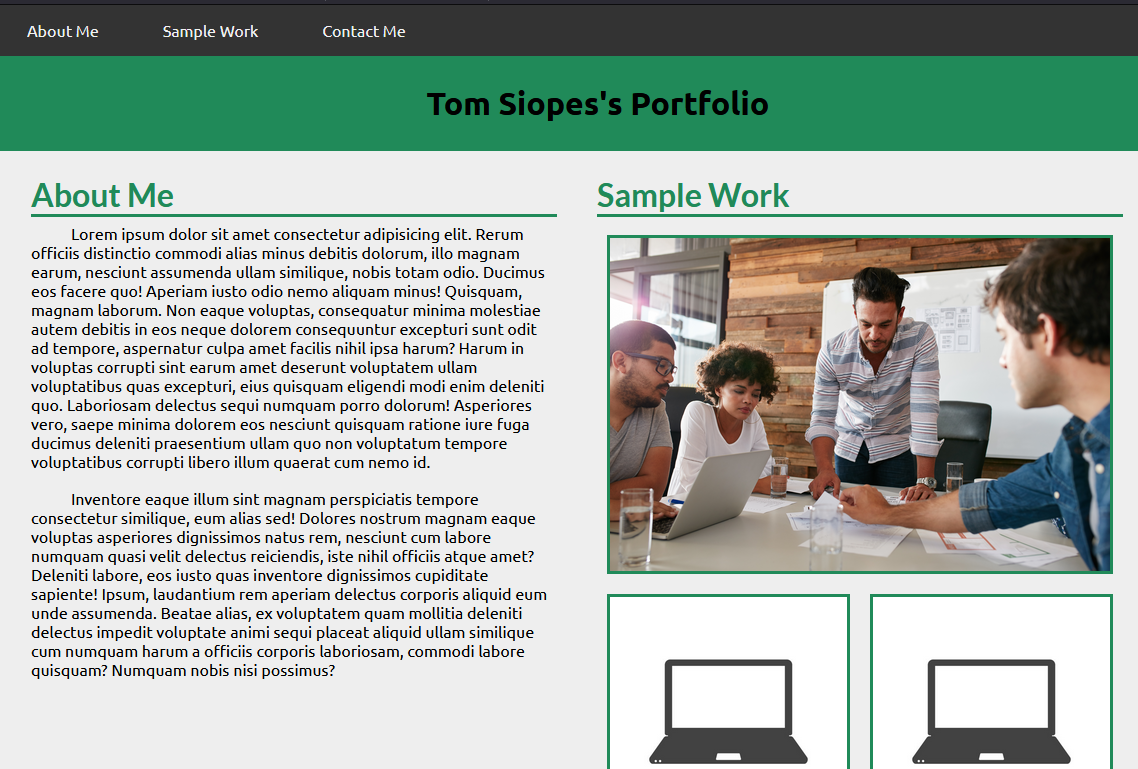 About Me
Sample Work
Contact Me
Tom Siopes's Portfolio
About Me
Lorem ipsum dolor sit amet consectetur adipisicing elit. Rerum
officiis distinctio commodi alias minus debitis dolorum, illo magnam
earum, nesciunt assumenda ullam similique, nobis totam odio. Ducimus
eos facere quo! Aperiam iusto odio nemo aliquam minus! Quisquam,
magnam laborum. Non eaque voluptas, consequatur minima molestiae
autem debitis in eos neque dolorem consequuntur excepturi sunt odit
ad tempore, aspernatur culpa amet facilis nihil ipsa harum? Harum in
voluptas corrupti sint earum amet deserunt voluptatem ullam
voluptatibus quas excepturi, eius quisquam eligendi modi enim deleniti
quo. Laboriosam delectus sequi numquam porro dolorum! Asperiores
vero, saepe minima dolorem eos nesciunt quisquam ratione iure fuga
ducimus deleniti praesentium ullam quo non voluptatum tempore
voluptatibus corrupti libero illum quaerat cum nemo id.
Inventore eaque illum sint magnam perspiciatis tempore
consectetur similique, eum alias sed! Dolores nostrum magnam eaque
voluptas asperiores dignissimos natus rem, nesciunt cum labore
numquam quasi velit delectus reiciendis, iste nihil officiis atque amet?
Deleniti labore, eos iusto quas inventore dignissimos cupiditate
sapiente! Ipsum, laudantium rem aperiam delectus corporis aliquid eum
unde assumenda. Beatae alias, ex voluptatem quam mollitia deleniti
delectus impedit voluptate animi sequi placeat aliquid ullam similique
cum numquam harum a officiis corporis laboriosam, commodi labore
quisquam? Numquam nobis nisi possimus?
Sample Work